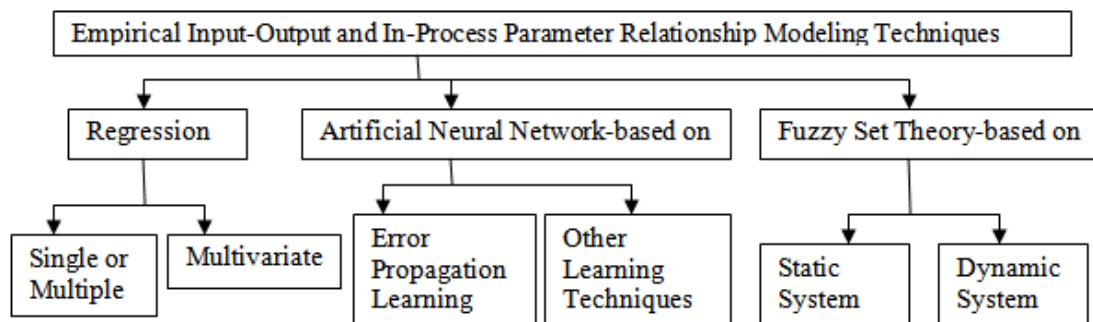 Empirical Input-Output and In-Process Parameter Relationship Modeling Techniques
Regression
Artificial Neural Network-based on
Fuzzy Set Theory-based on
Single or
Multiple
Multivariate
Error
Propagation
Learning
Other
Learning
Techniques
Static
System
Dynamic
System